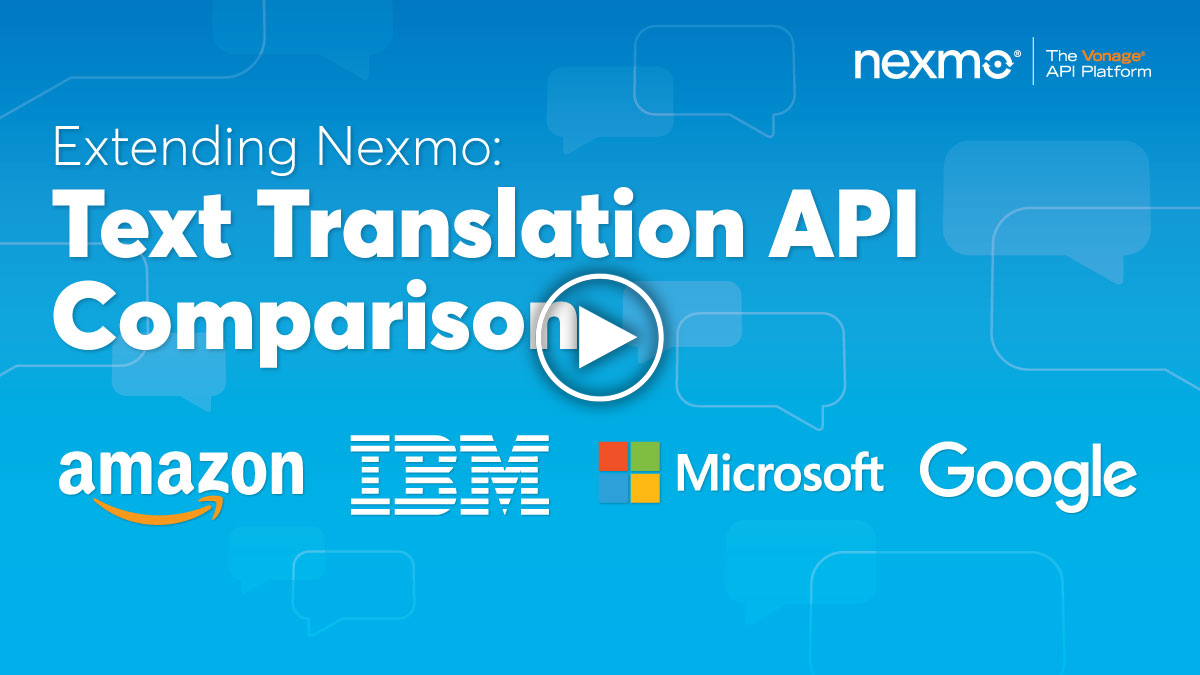 nexmo®
The Vonage®
API Platform
Extending Nexmo:
Text Translation API
Comparison
amazon IBM Microsoft Google